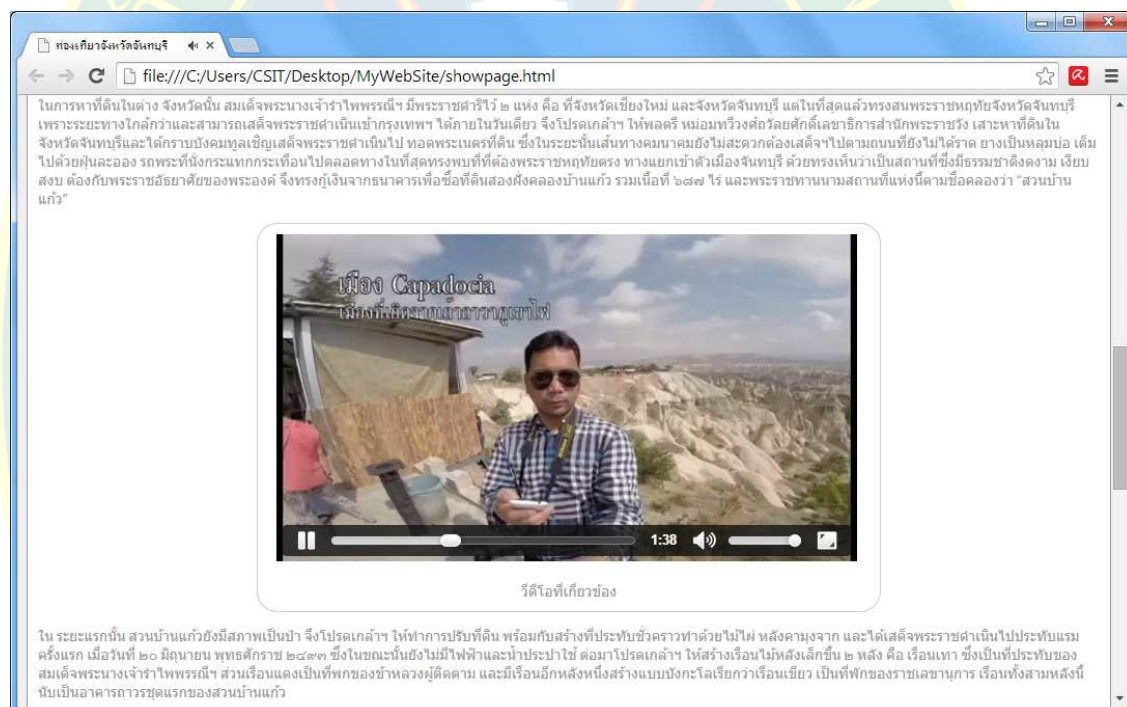 ท่องเที่ยวจังหวัดจันทบุรี
file:///C:/Users/CSIT/Desktop/MyWebSite/showpage.html
ในการหาที่ดินในต่าง จังหวัดนั้น สมเด็จพระนางเจ้ารำไพพรรณีฯ มีพระราชดำริไว้ ๒ แห่ง คือ ที่จังหวัดเชียงใหม่ และจังหวัดจันทบุรี แต่ในที่สุดแล้วทรงสนพระราชหฤทัยจังหวัดจันทบุรี
เพราะระยะทางใกล้กว่าและสามารถเสด็จพระราชดำเนินเข้ากรุงเทพฯ ได้ภายในวันเดียว จึงโปรดเกล้าฯ ให้พลตรี หม่อมทวีวงศ์ถวัลยศักดิ์เลขาธิการสำนักพระราชวัง เสาะหาที่ดินใน
จังหวัดจันทบุรีและได้กราบบังคมทูลเชิญเสด็จพระราชดำเนินไป ทอดพระเนตรที่ดิน ซึ่งในระยะนั้นเส้นทางคมนาคมยังไม่สะดวกต้องเสด็จฯไปตามถนนที่ยังไม่ได้ราด ยางเป็นหลุมบ่อ เต็ม
ไปด้วยฝุ่นละออง รถพระที่นั่งกระแทกกระเทือนไปตลอดทางในที่สุดทรงพบที่ที่ต้องพระราชหฤทัยตรง ทางแยกเข้าตัวเมืองจันทบุรี ด้วยทรงเห็นว่าเป็นสถานที่ซึ่งมีธรรมชาติงดงาม เงียบ
สงบ ต้องกับพระราชอัธยาศัยของพระองค์ จึงทรงกู้เงินจากธนาคารเพื่อซื้อที่ดินสองฝั่งคลองบ้านแก้ว รวมเนื้อที่ ๖๘๗ ไร่ และพระราชทานนามสถานที่แห่งนี้ตามชื่อคลองว่า "สวนบ้าน
แก้ว"
เมือง Capadocia
เมืองที่เกิดจากเถ้าลาวาภูเขาไฟ
1:38
วีดีโอที่เกี่ยวข้อง
ใน ระยะแรกนั้น สวนบ้านแก้วยังมีสภาพเป็นป่า จึงโปรดเกล้าฯ ให้ทำการปรับที่ดิน พร้อมกับสร้างที่ประทับชั่วคราวทำด้วยไม้ไผ่ หลังคามุงจาก และได้เสด็จพระราชดำเนินไปประทับแรม
ครั้งแรก เมื่อวันที่ ๒๐ มิถุนายน พุทธศักราช ๒๔๙๓ ซึ่งในขณะนั้นยังไม่มีไฟฟ้าและน้ำประปาใช้ ต่อมาโปรดเกล้าฯ ให้สร้างเรือนไม้หลังเล็กขึ้น ๒ หลัง คือ เรือนเทา ซึ่งเป็นที่ประทับของ
สมเด็จพระนางเจ้ารำไพพรรณีฯ ส่วนเรือนแดงเป็นที่พักของข้าหลวงผู้ติดตาม และมีเรือนอีกหลังหนึ่งสร้างแบบบังกะโลเรียกว่าเรือนเขียว เป็นที่พักของราชเลขานุการ เรือนทั้งสามหลังนี้
นับเป็นอาคารถาวรชุดแรกของสวนบ้านแก้ว